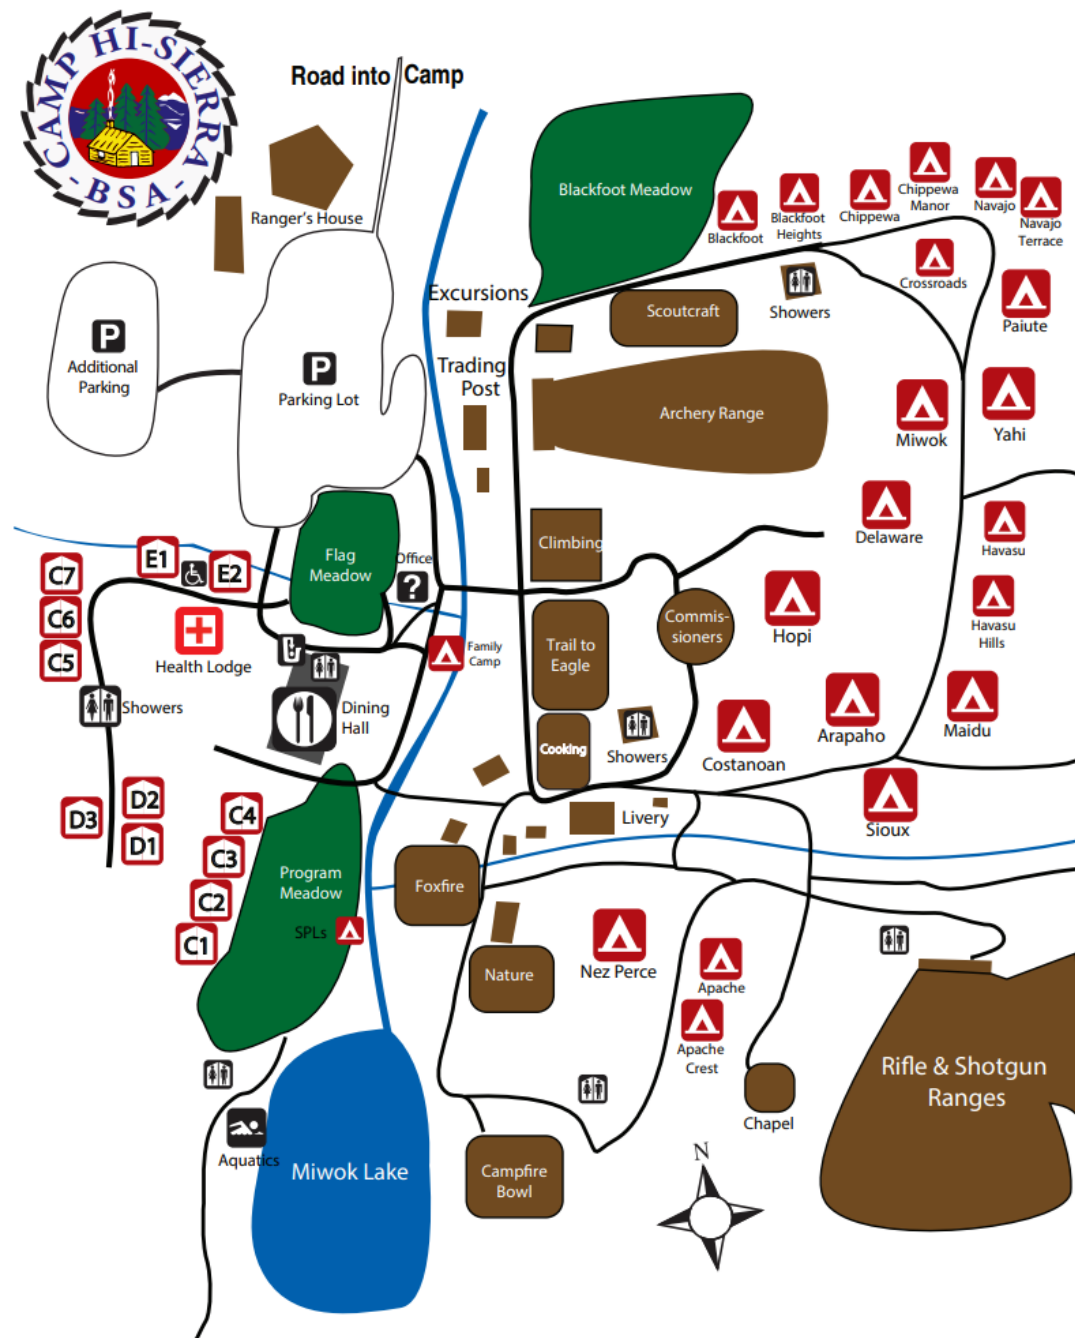 CAMP HI-SIERRA
-BSA-
Road into Camp
Ranger's House
Blackfoot Meadow
Blackfoot
Blackfoot
Heights
Chippewa
Chippewa
Manor
Navajo
Navajo
Terrace
Crossroads
Paiute
Excursions
Scoutcraft
Showers
P
Additional
Parking
P
Parking Lot
Trading
Post
Archery Range
Miwok
Yahi
Delaware
Havasu
Climbing
Flag
Meadow
Office
?
E1
E2
C7
C6
C5
Health Lodge
Family
Camp
Trail to
Eagle
Commis-
sioners
Hopi
Havasu
Hills
Showers
Dining
Hall
Cooking
Showers
Costanoan
Arapaho
Maidu
Sioux
D3
D2
D1
C4
C3
C2
C1
Livery
Program
Meadow
SPLs
Foxfire
Nature
Nez Perce
Apache
Apache
Crest
Rifle & Shotgun
Ranges
Chapel
Aquatics
Miwok Lake
Campfire
Bowl
N